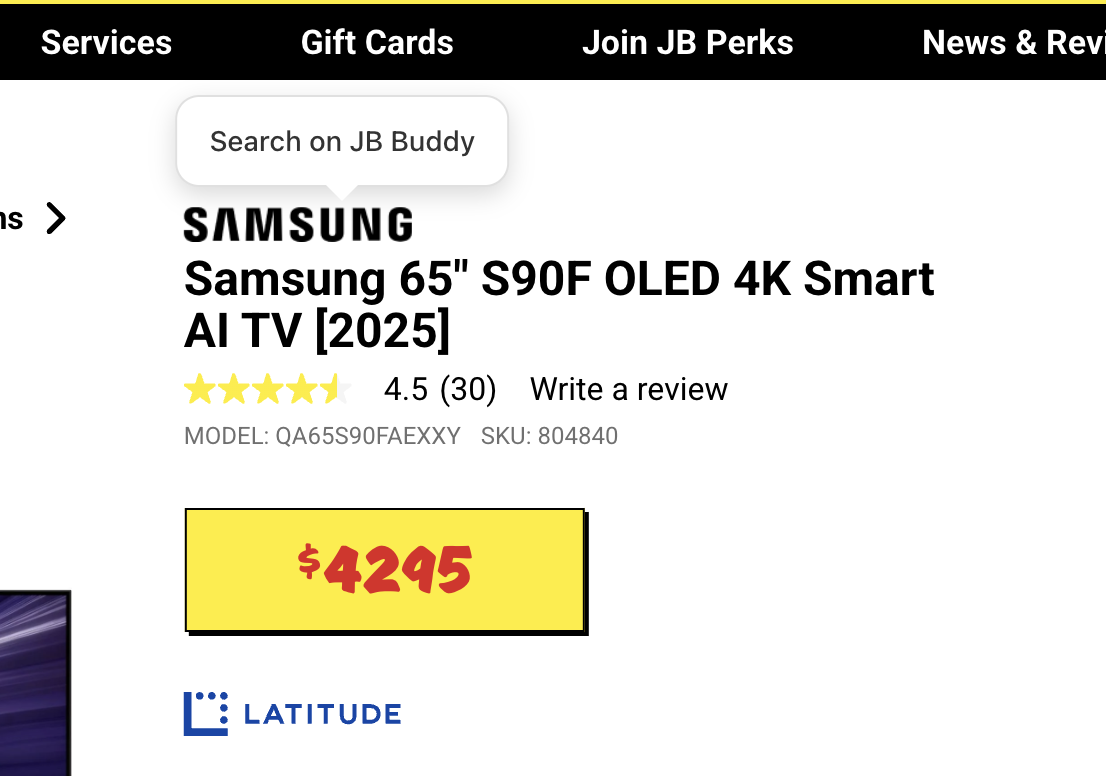 Services
Gift Cards
Join JB Perks
News & Revi
Search on JB Buddy
ns
SAMSUNG
Samsung 65" S90F OLED 4K Smart
AI TV [2025]
4.5 (30) Write a review
MODEL: QA65S90FAEXXY SKU: 804840
$4295
LATITUDE